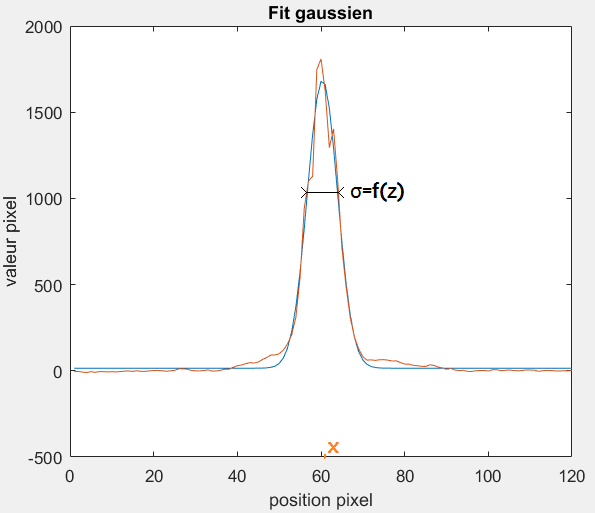 Fit gaussien
2000
1500
1000
500
0
-500
valeur pixel
σ=f(z)
x
0 20 40 60 80 100 120
position pixel